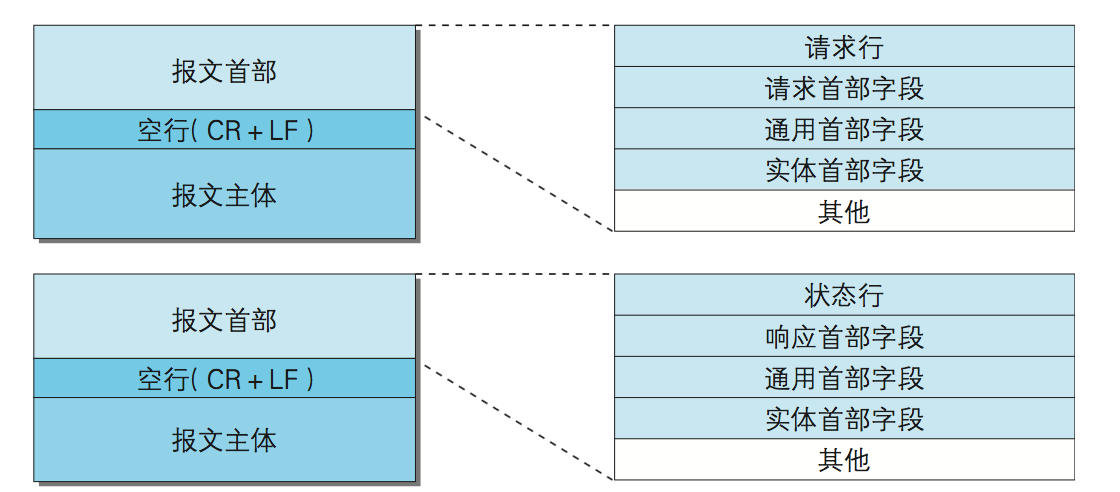 报文首部
空行( CR + LF )
报文主体
请求行
请求首部字段
通用首部字段
实体首部字段
其他
报文首部
空行( CR + LF )
报文主体
状态行
响应首部字段
通用首部字段
实体首部字段
其他